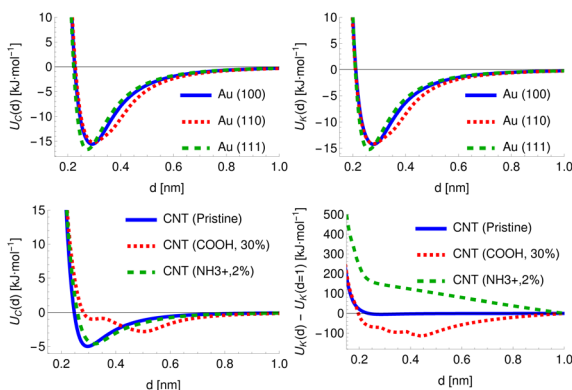 U_C(d) [kJ·mol⁻¹]
10
5
0
−5
−10
−15
0.2 0.4 0.6 0.8 1.0
d [nm]
Au (100)
Au (110)
Au (111)
U_K(d) [kJ·mol⁻¹]
10
5
0
−5
−10
−15
0.2 0.4 0.6 0.8 1.0
d [nm]
Au (100)
Au (110)
Au (111)
U_C(d) [kJ·mol⁻¹]
15
10
5
0
−5
0.2 0.4 0.6 0.8 1.0
d [nm]
CNT (Pristine)
CNT (COOH, 30%)
CNT (NH3+,2%)
U_K(d) − U_K(d=1) [kJ·mol⁻¹]
500
400
300
200
100
0
−100
0.2 0.4 0.6 0.8 1.0
d [nm]
CNT (Pristine)
CNT (COOH, 30%)
CNT (NH3+,2%)